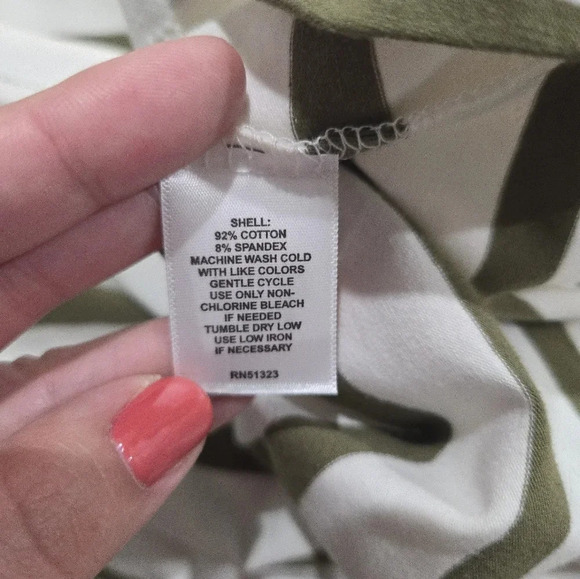 SHELL:
92% COTTON
8% SPANDEX
MACHINE WASH COLD
WITH LIKE COLORS
GENTLE CYCLE
USE ONLY NON-
CHLORINE BLEACH
IF NEEDED
TUMBLE DRY LOW
USE LOW IRON
IF NECESSARY
RN51323